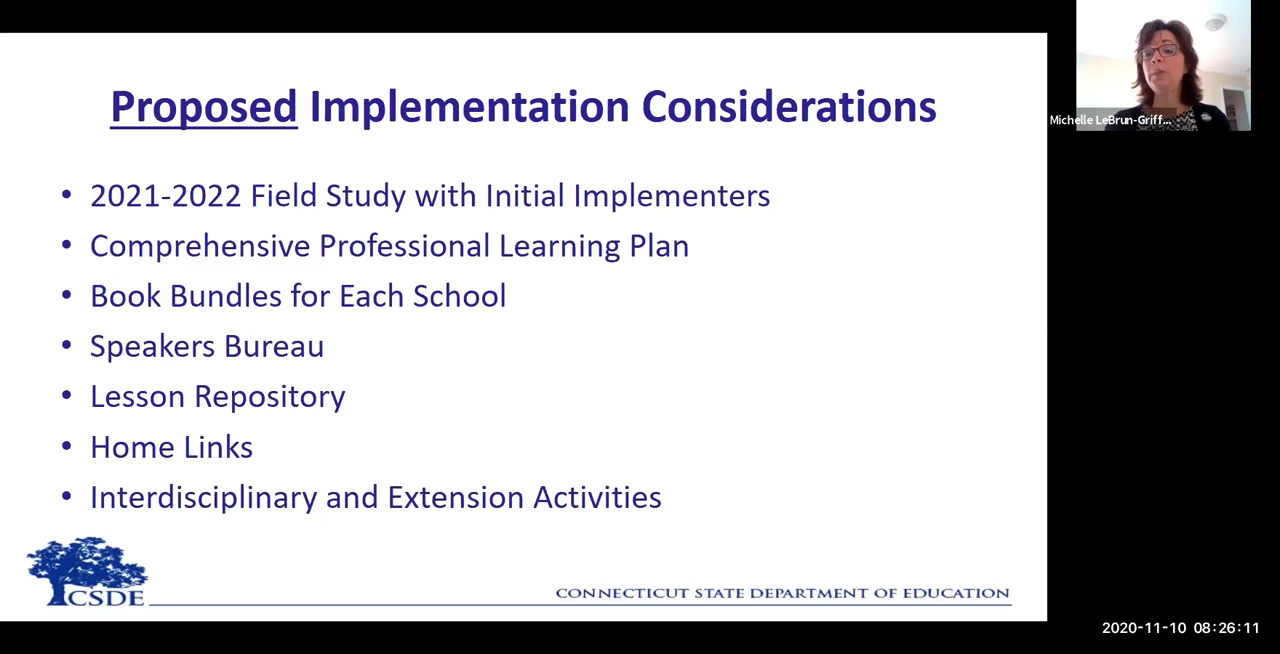 Proposed Implementation Considerations
• 2021-2022 Field Study with Initial Implementers
• Comprehensive Professional Learning Plan
• Book Bundles for Each School
• Speakers Bureau
• Lesson Repository
• Home Links
• Interdisciplinary and Extension Activities
CSDE
CONNECTICUT STATE DEPARTMENT OF EDUCATION
Michelle LeBrun-Griff...
2020-11-10 08:26:11